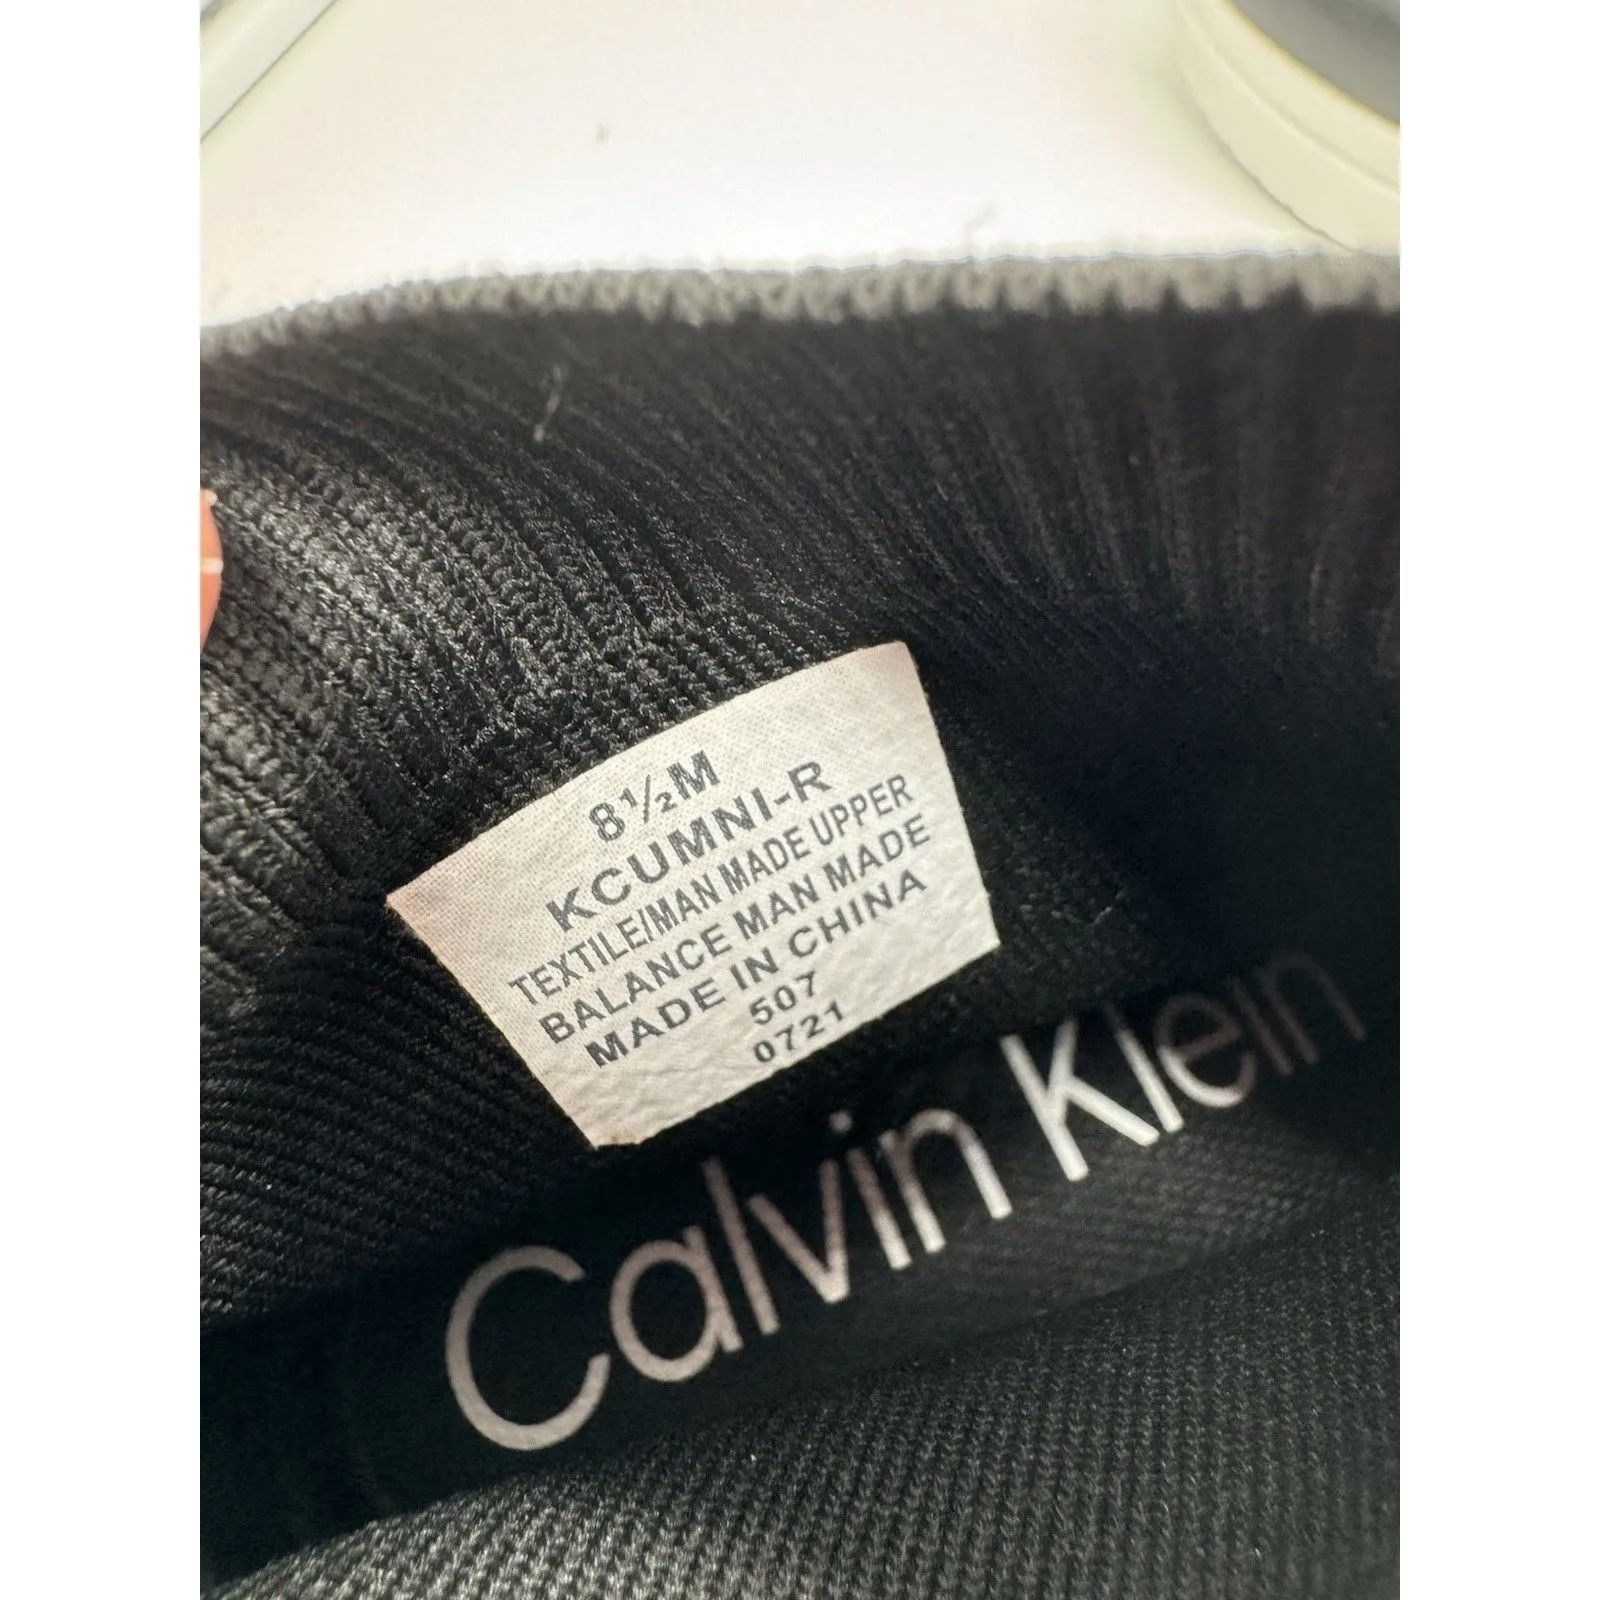 8½M
KCUMNI-R
TEXTILE/MAN MADE UPPER
BALANCE MAN MADE
MADE IN CHINA
507
0721
Calvin Klein